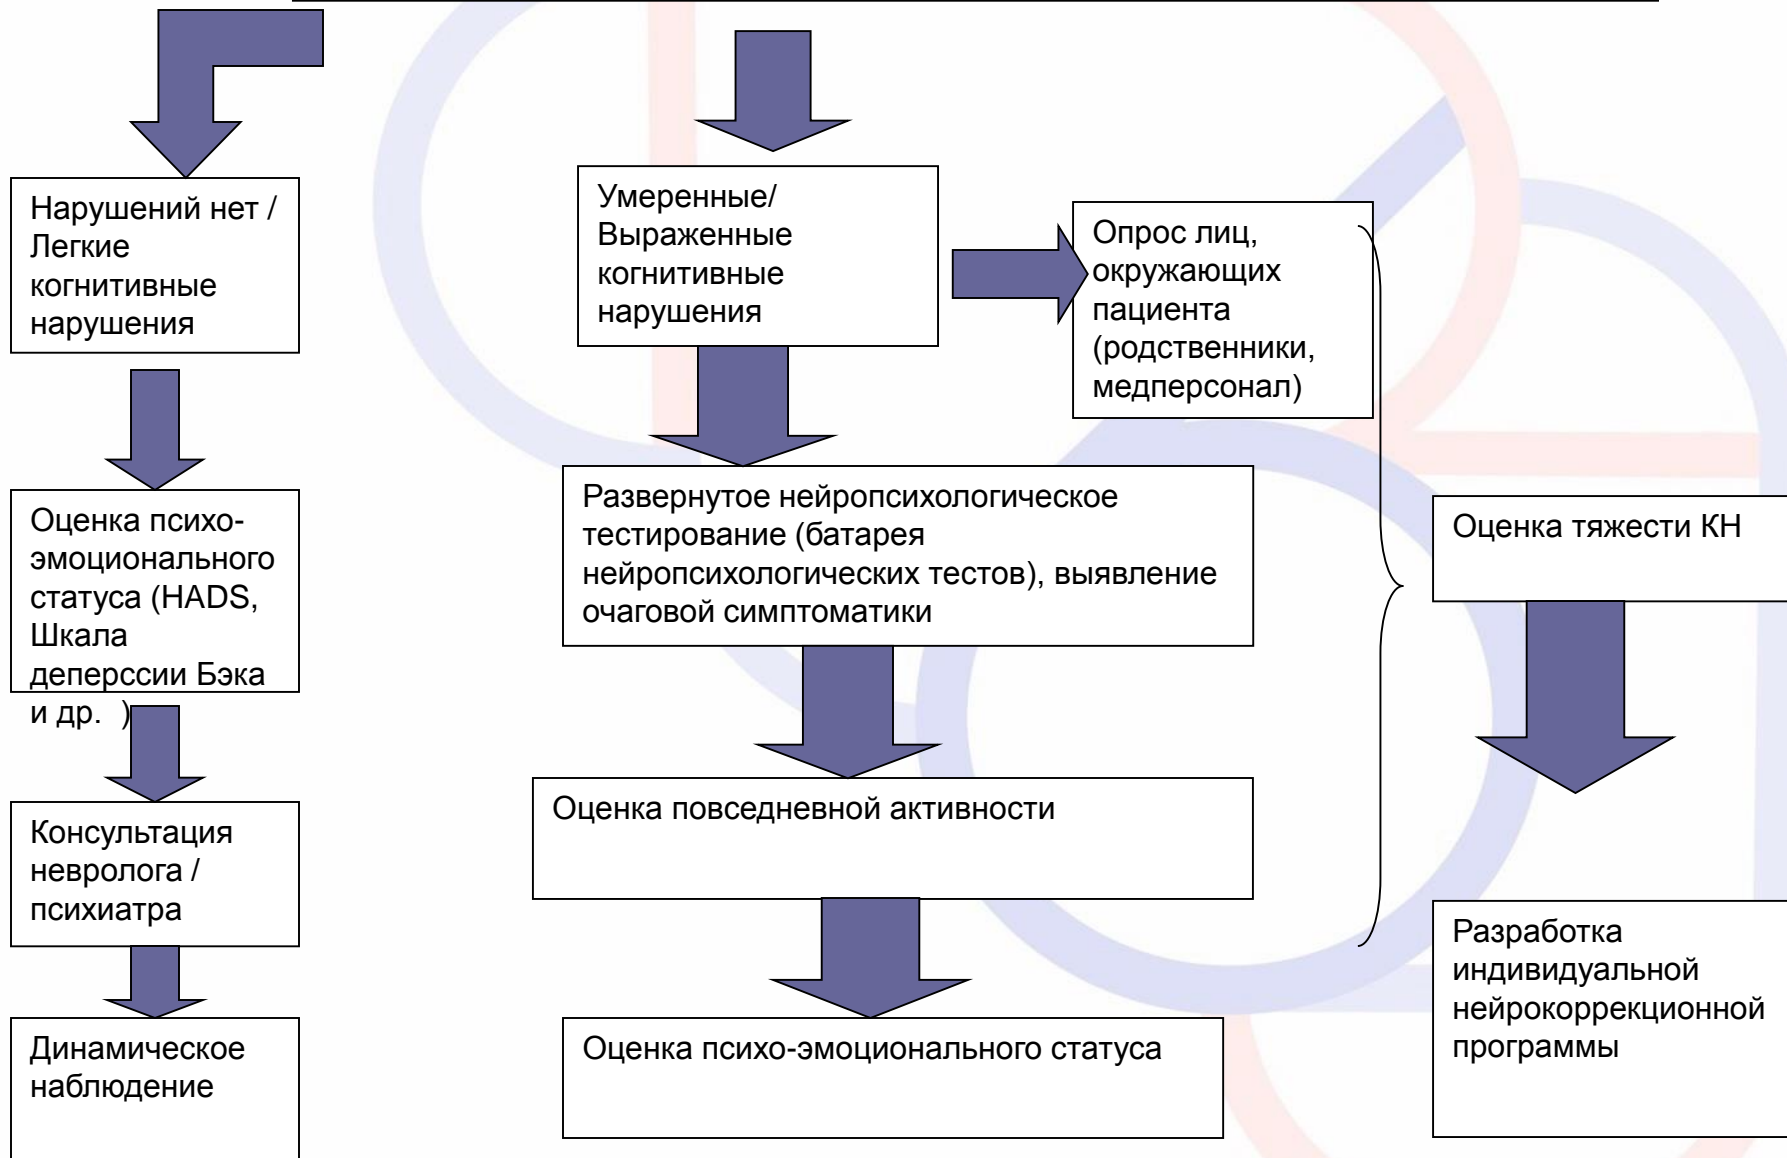 Нарушений нет /
Легкие
когнитивные
нарушения
Умеренные/
Выраженные
когнитивные
нарушения
Опрос лиц,
окружающих
пациента
(родственники,
медперсонал)
Оценка психо-
эмоционального
статуса (HADS,
Шкала
деперссии Бэка
и др.  )
Развернутое нейропсихологическое
тестирование (батарея
нейропсихологических тестов), выявление
очаговой симптоматики
Оценка тяжести КН
Консультация
невролога /
психиатра
Оценка повседневной активности
Разработка
индивидуальной
нейрокоррекционной
программы
Динамическое
наблюдение
Оценка психо-эмоционального статуса